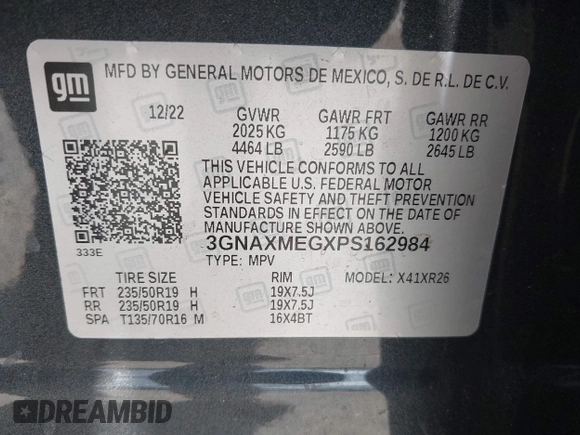 gm
MFD BY GENERAL MOTORS DE MEXICO, S. DE R.L. DE C.V.
12/22 GVWR GAWR FRT GAWR RR
2025 KG 1175 KG 1200 KG
4464 LB 2590 LB 2645 LB
THIS VEHICLE CONFORMS TO ALL
APPLICABLE U.S. FEDERAL MOTOR
VEHICLE SAFETY AND THEFT PREVENTION
STANDARDS IN EFFECT ON THE DATE OF
MANUFACTURE SHOWN ABOVE.
333E 3GNAXMEGXPS162984
TYPE: MPV MODEL: X41XR26
TIRE SIZE RIM
FRT 235/50R19 H 19X7.5J
RR 235/50R19 H 19X7.5J
SPA T135/70R16 M 16X4BT
DREAMBID